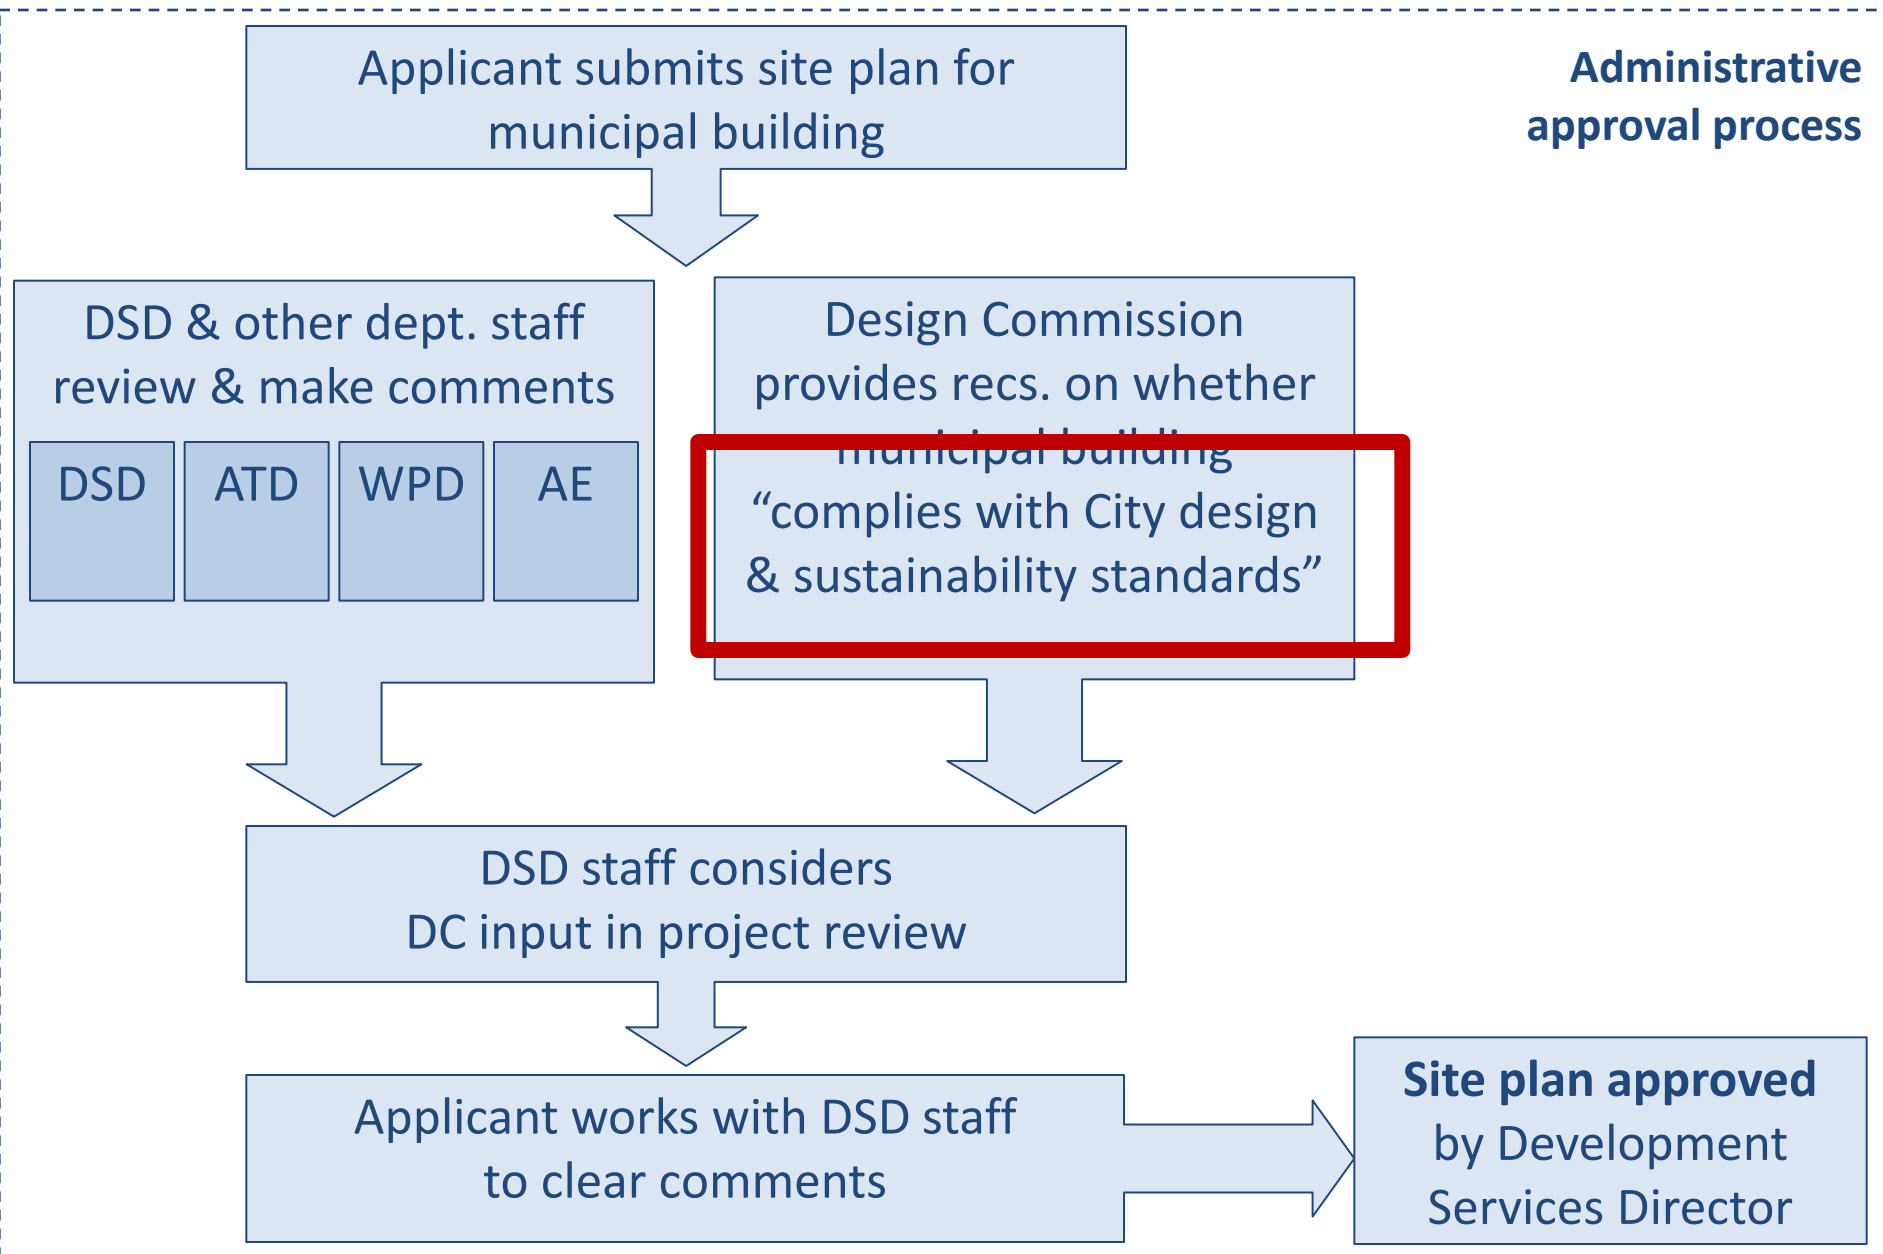 Applicant submits site plan for
municipal building
Administrative
approval process
DSD & other dept. staff
review & make comments
DSD
ATD
WPD
AE
Design Commission
provides recs. on whether
municipal building
“complies with City design
& sustainability standards”
DSD staff considers
DC input in project review
Applicant works with DSD staff
to clear comments
Site plan approved
by Development
Services Director